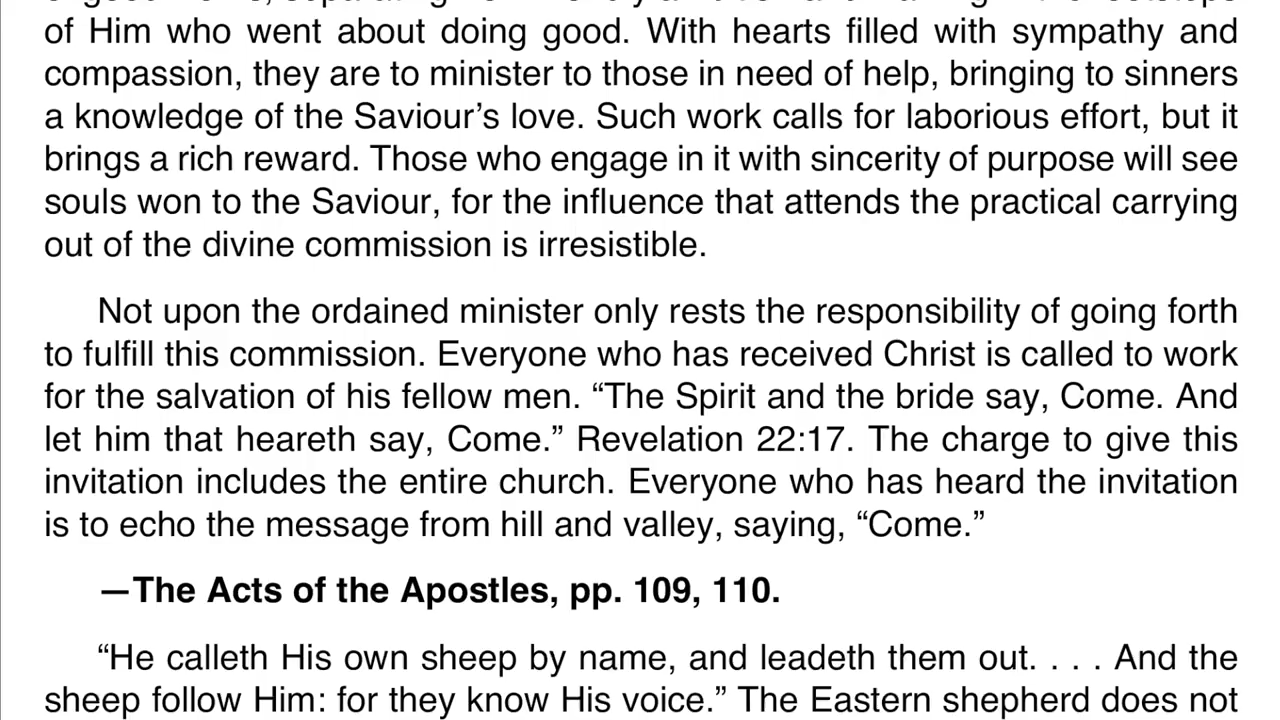 of Him who went about doing good. With hearts filled with sympathy and
compassion, they are to minister to those in need of help, bringing to sinners
a knowledge of the Saviour’s love. Such work calls for laborious effort, but it
brings a rich reward. Those who engage in it with sincerity of purpose will see
souls won to the Saviour, for the influence that attends the practical carrying
out of the divine commission is irresistible.
Not upon the ordained minister only rests the responsibility of going forth
to fulfill this commission. Everyone who has received Christ is called to work
for the salvation of his fellow men. “The Spirit and the bride say, Come. And
let him that heareth say, Come.” Revelation 22:17. The charge to give this
invitation includes the entire church. Everyone who has heard the invitation
is to echo the message from hill and valley, saying, “Come.”
—The Acts of the Apostles, pp. 109, 110.
“He calleth His own sheep by name, and leadeth them out. . . . And the
sheep follow Him: for they know His voice.” The Eastern shepherd does not